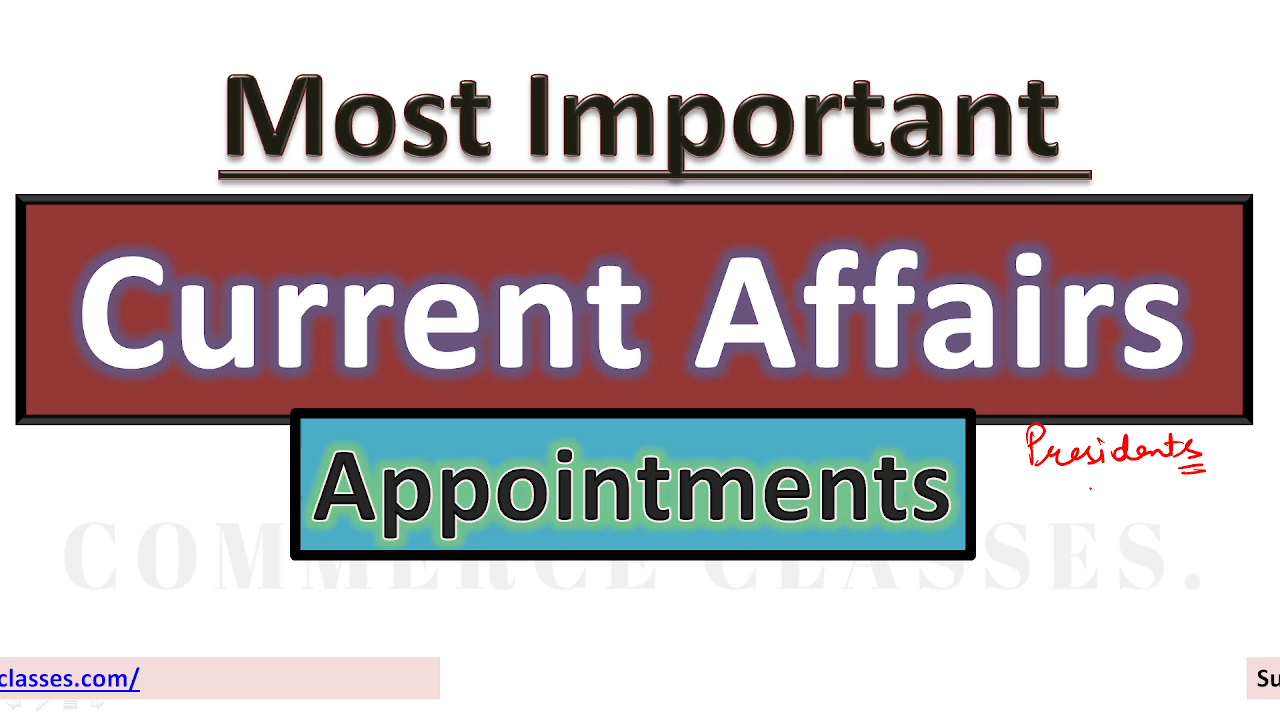 Most Important
Current Affairs
Appointments
Presidents
COMMERCE CLASSES.
classes.com/
Su